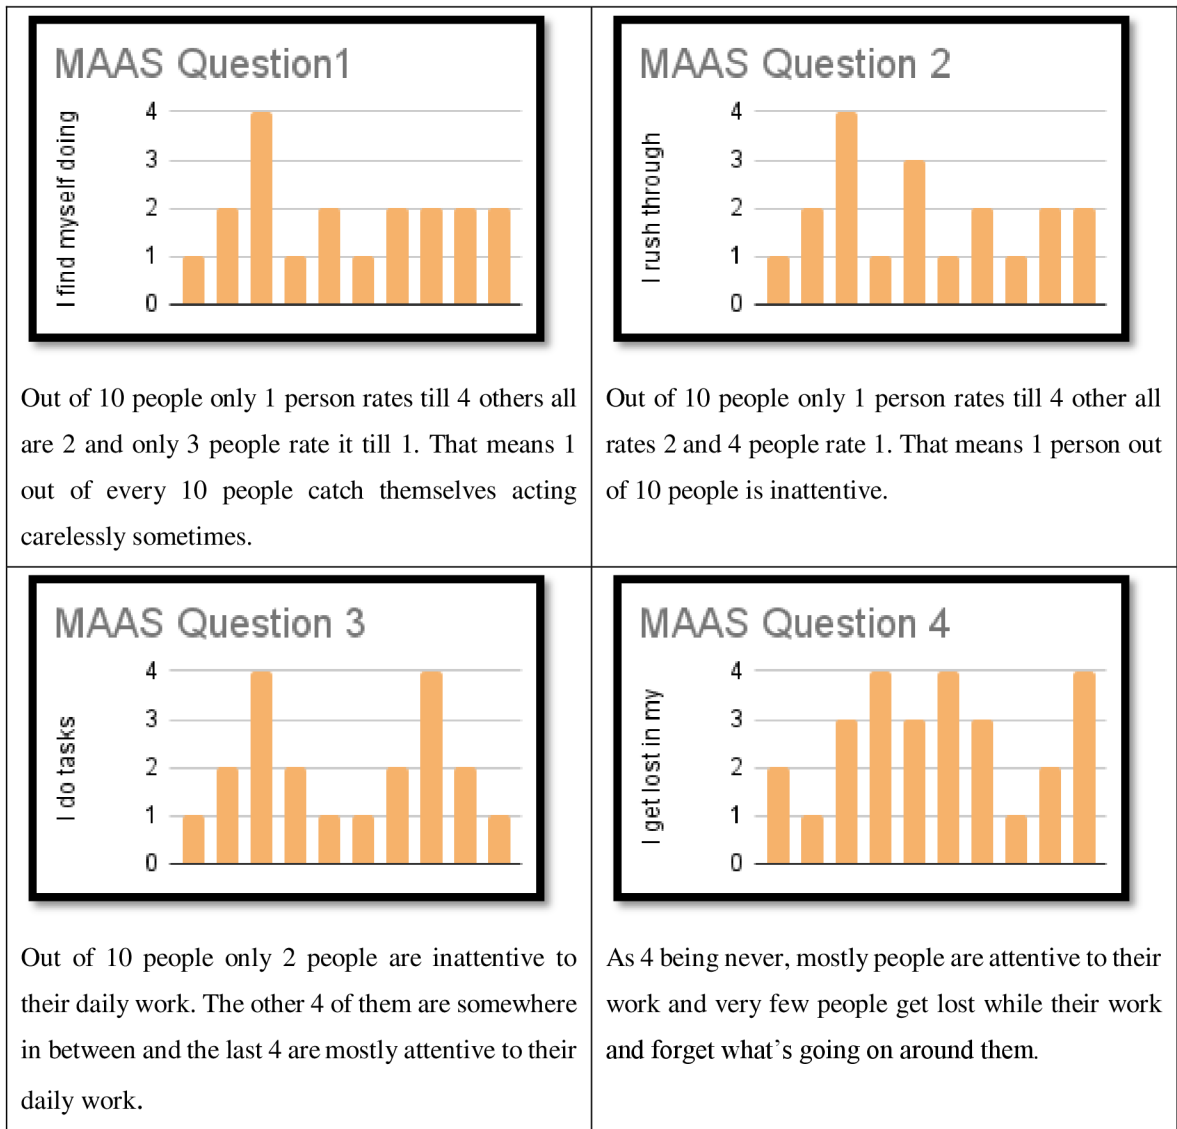 MAAS Question1
I find myself doing
4
3
2
1
0
Out of 10 people only 1 person rates till 4 others all
are 2 and only 3 people rate it till 1. That means 1
out of every 10 people catch themselves acting
carelessly sometimes.
MAAS Question 2
I rush through
4
3
2
1
0
Out of 10 people only 1 person rates till 4 other all
rates 2 and 4 people rate 1. That means 1 person out
of 10 people is inattentive.
MAAS Question 3
I do tasks
4
3
2
1
0
Out of 10 people only 2 people are inattentive to
their daily work. The other 4 of them are somewhere
in between and the last 4 are mostly attentive to their
daily work.
MAAS Question 4
I get lost in my
4
3
2
1
0
As 4 being never, mostly people are attentive to their
work and very few people get lost while their work
and forget what’s going on around them.